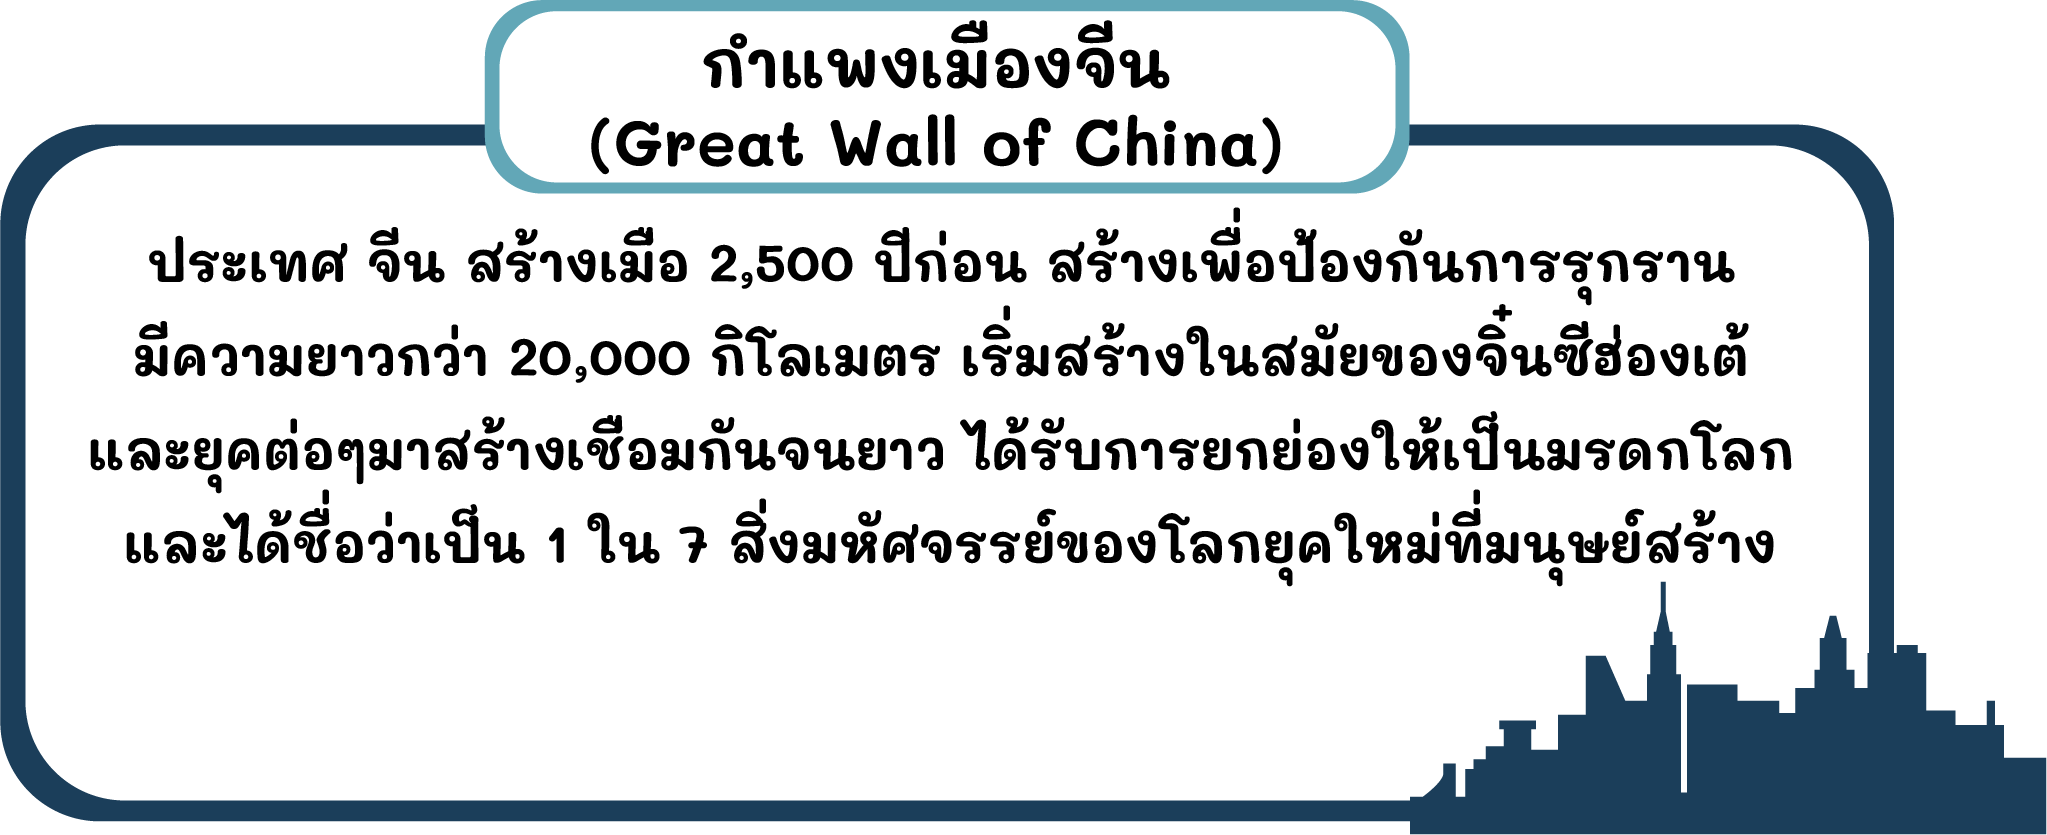 กำแพงเมืองจีน
(Great Wall of China)
ประเทศ จีน สร้างเมือ 2,500 ปีก่อน สร้างเพื่อป้องกันการรุกราน
มีความยาวกว่า 20,000 กิโลเมตร เริ่มสร้างในสมัยของจิ๋นซีฮ่องเต้
และยุคต่อๆมาสร้างเชือมกันจนยาว ได้รับการยกย่องให้เป็นมรดกโลก
และได้ชื่อว่าเป็น 1 ใน 7 สิ่งมหัศจรรย์ของโลกยุคใหม่ที่มนุษย์สร้าง